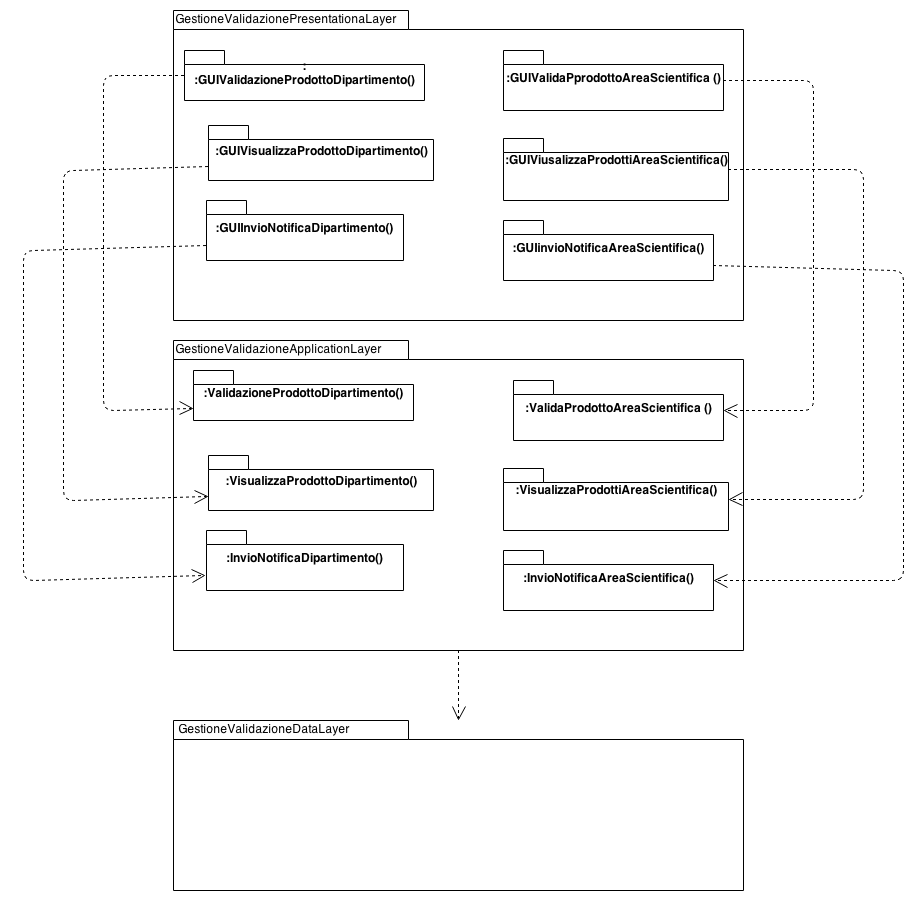 GestioneValidazionePresentationaLayer
:
:GUIValidazioneProdottoDipartimento()
:GUIValidaPprodottoAreaScientifica ()
:GUIVisualizzaProdottoDipartimento()
:GUIViusalizzaProdottiAreaScientifica()
:GUIInvioNotificaDipartimento()
:GUIinvioNotificaAreaScientifica()
GestioneValidazioneApplicationLayer
:ValidazioneProdottoDipartimento()
:ValidaProdottoAreaScientifica ()
:VisualizzaProdottoDipartimento()
:VisualizzaProdottiAreaScientifica()
:InvioNotificaDipartimento()
:InvioNotificaAreaScientifica()
GestioneValidazioneDataLayer